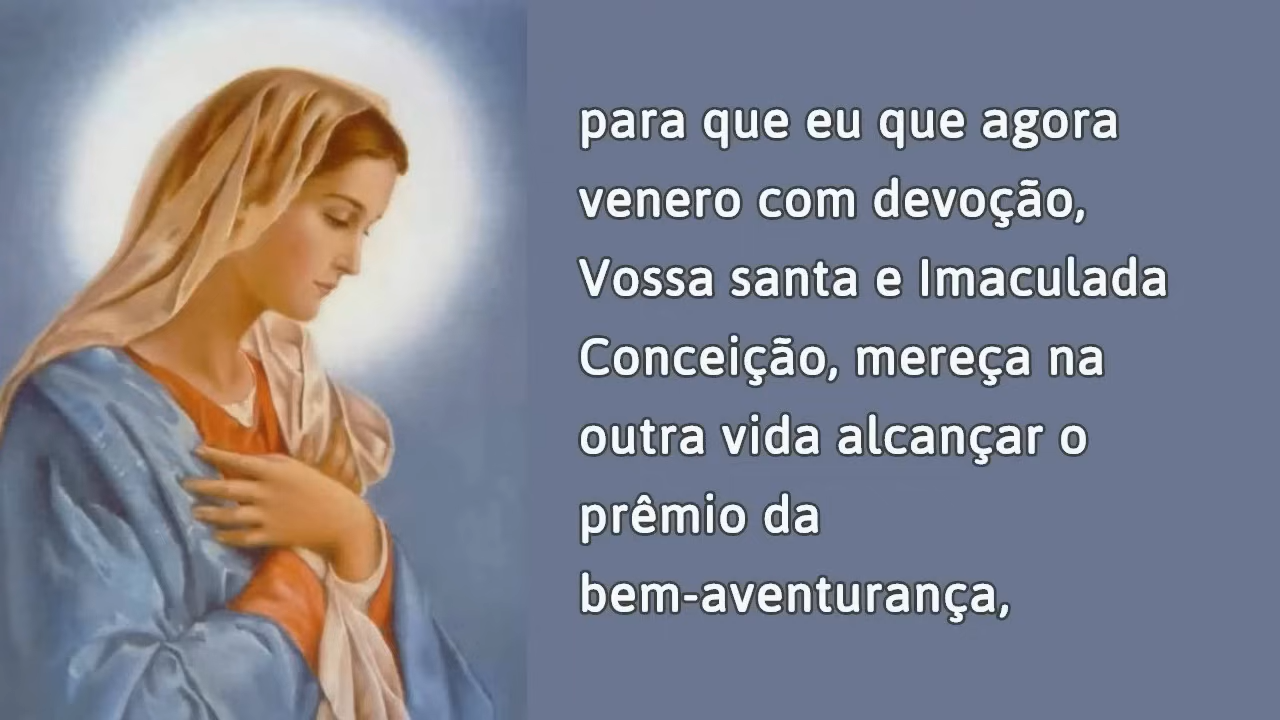 para que eu que agora
venero com devoção,
Vossa santa e Imaculada
Conceição, mereça na
outra vida alcançar o
prêmio da
bem-aventurança,